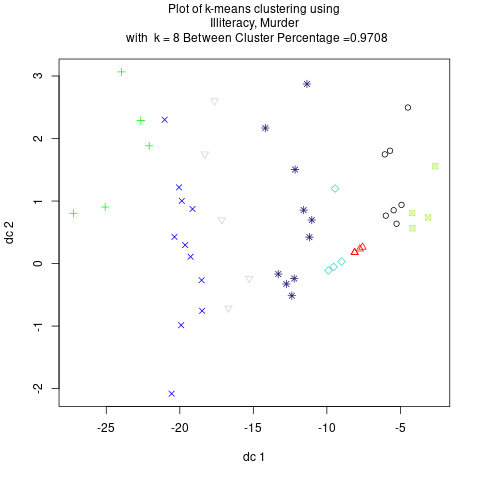 Plot of k-means clustering using
Illiteracy, Murder
with k = 8 Between Cluster Percentage =0.9708
3
2
1
0
-1
-2
dc 2
-25
-20
-15
-10
-5
dc 1